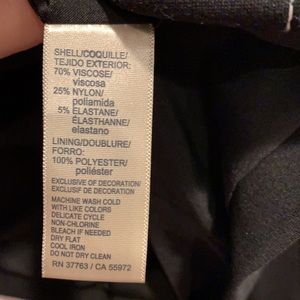 SHELL/COQUILLE/
TEJIDO EXTERIOR:
70% VISCOSE/
viscosa
25% NYLON/
poliamida
5% ELASTANE/
ÉLASTHANNE/
elastano
LINING/DOUBLURE/
FORRO:
100% POLYESTER/
poliéster
EXCLUSIVE OF DECORATION/
EXCLUSIF DE DECORATION/
MACHINE WASH COLD
WITH LIKE COLORS
DELICATE CYCLE
NON-CHLORINE
BLEACH IF NEEDED
DRY FLAT
COOL IRON
DO NOT DRY CLEAN
RN 37763 / CA 55972